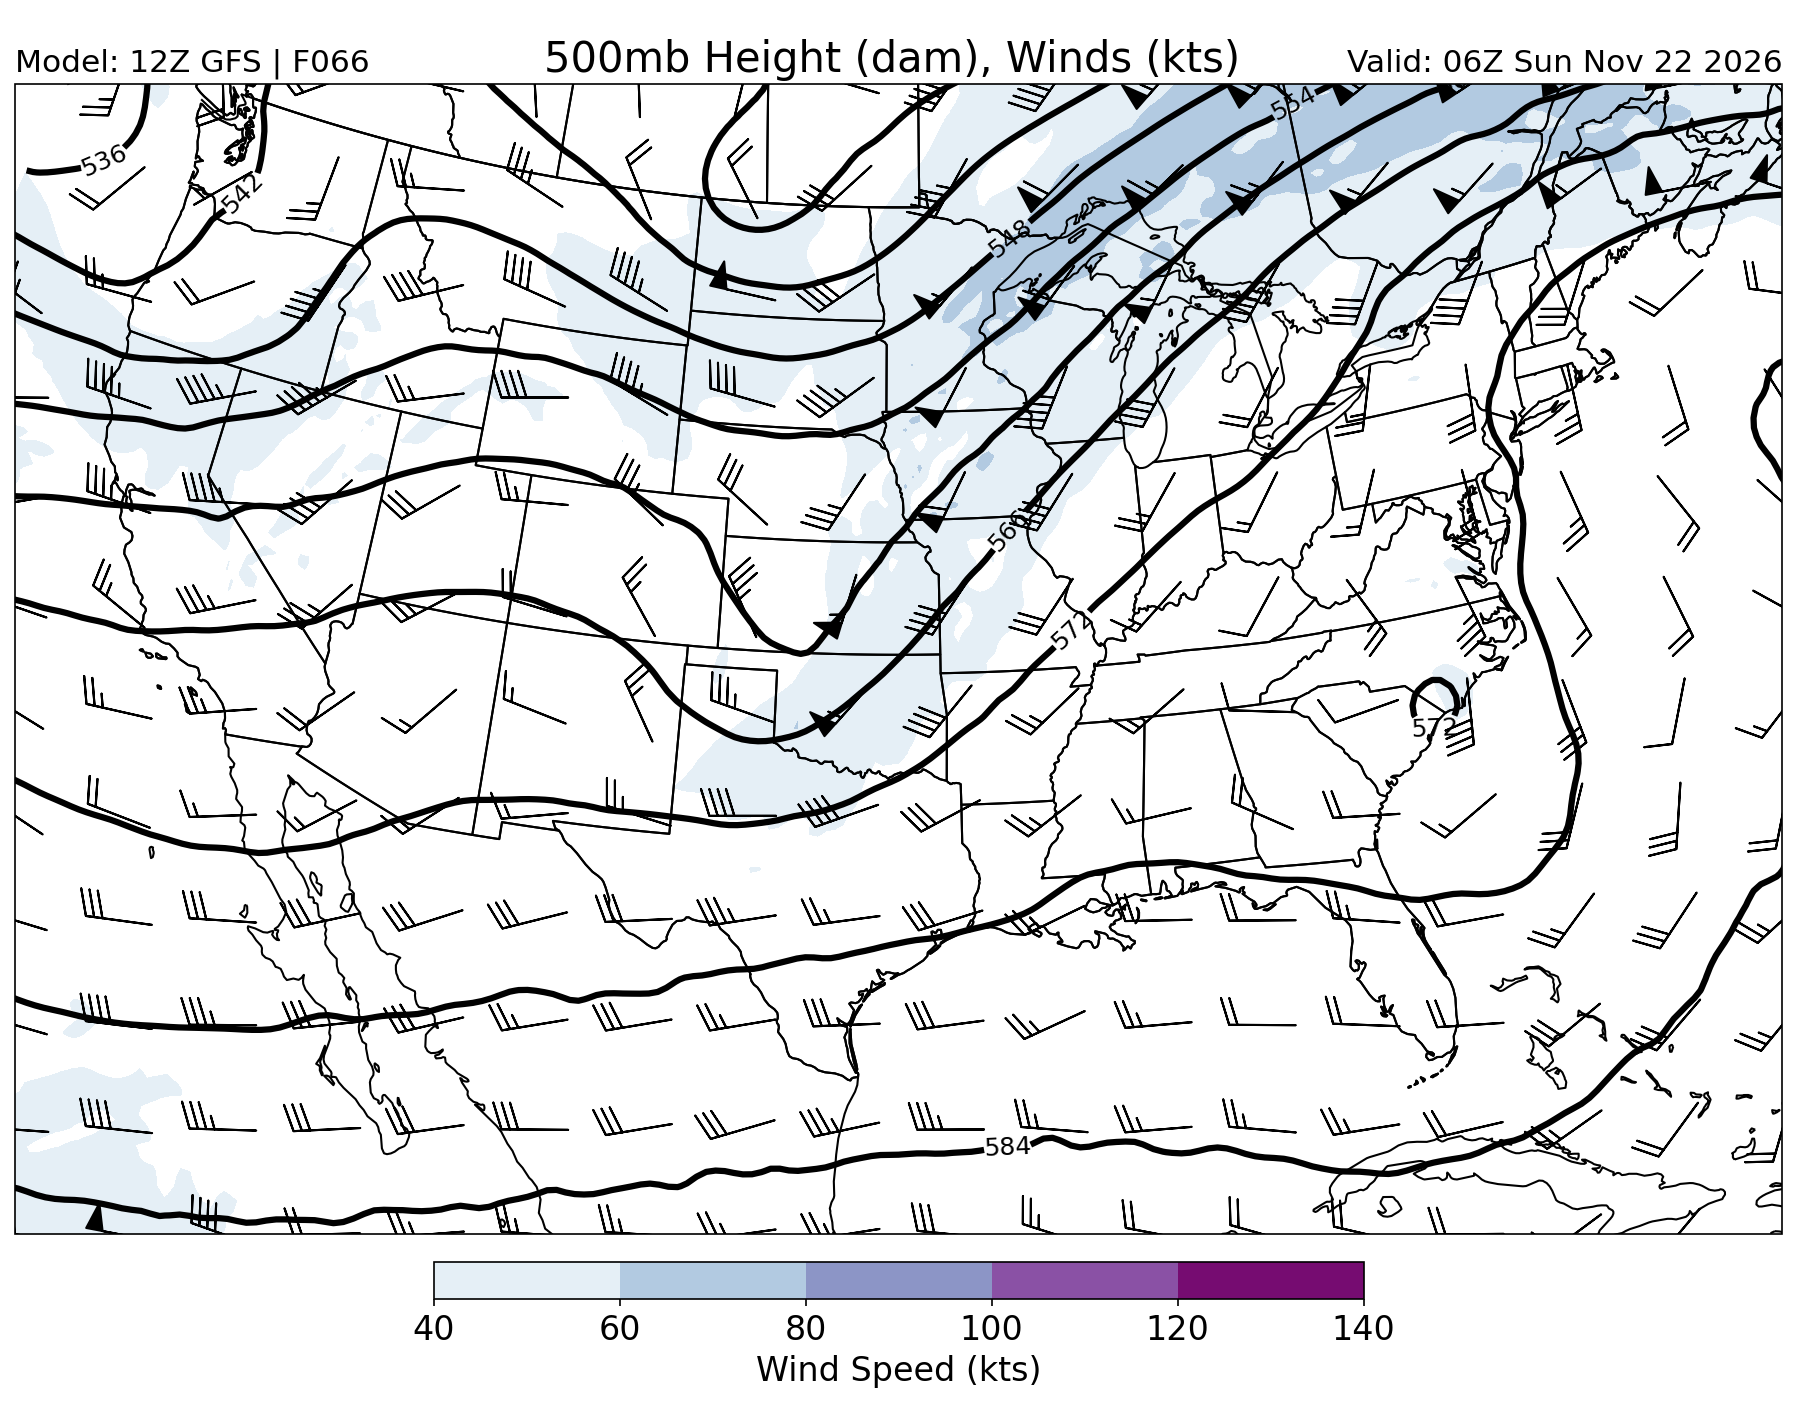 Model: 12Z GFS | F066
500mb Height (dam), Winds (kts)
Valid: 06Z Sun Nov 22 2026
554
536
542
548
566
572
572
584
40 60 80 100 120 140
Wind Speed (kts)